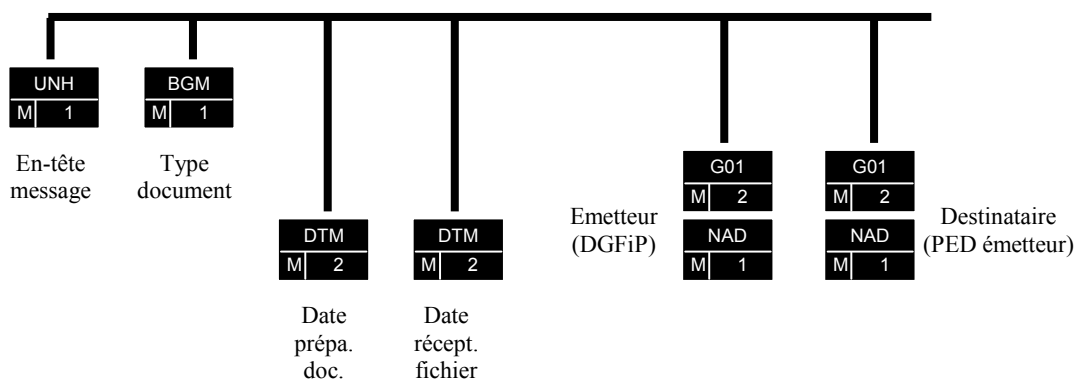 UNH
M 1
En-tête
message
BGM
M 1
Type
document
DTM
M 2
Date
prépa.
doc.
DTM
M 2
Date
récept.
fichier
Emetteur
(DGFiP)
G01
M 2
NAD
M 1
G01
M 2
NAD
M 1
Destinataire
(PED émetteur)